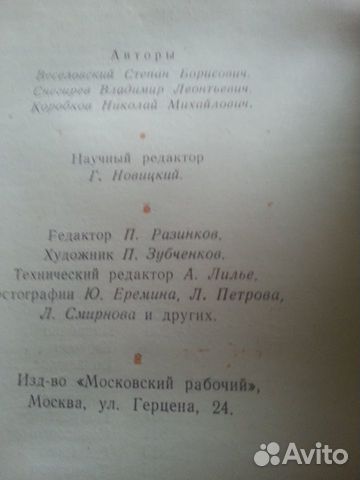 Авторы
Веселовский Степан Борисович.
Снегирев Владимир Леонтьевич.
Коробков Николай Михайлович.
Научный редактор
Г. Новицкий.
Редактор П. Разинков.
Художник П. Зубченков.
Технический редактор А. Лилье,
остографии Ю. Еремина, Л. Петрова,
Л. Смирнова и других.
Изд-во «Московский рабочий»,
Москва, ул. Герцена, 24.
Avito